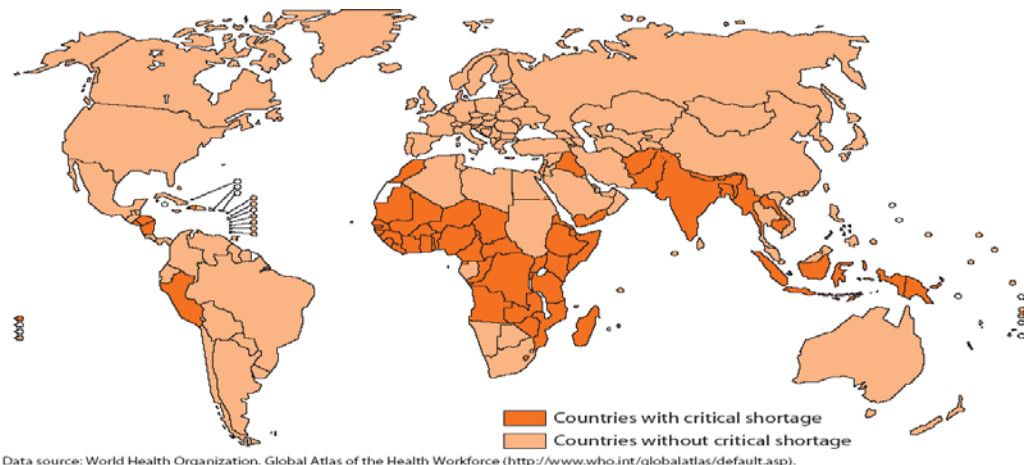 Countries with critical shortage
Countries without critical shortage
Data source: World Health Organization. Global Atlas of the Health Workforce (http://www.who.int/globalatlas/default.asp).